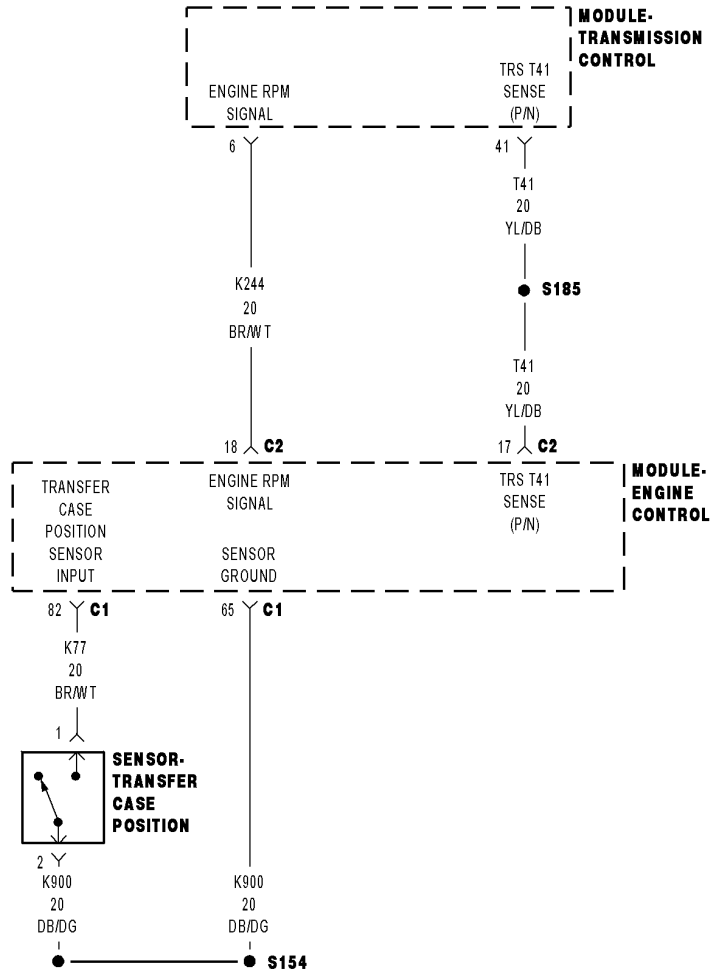 MODULE-
TRANSMISSION
CONTROL
TRS T41
SENSE
(P/N)
ENGINE RPM
SIGNAL
6
41
T41
20
YL/DB
K244
20
BR/WT
S185
T41
20
YL/DB
18 C2
17 C2
MODULE-
ENGINE
CONTROL
TRANSFER
CASE
POSITION
SENSOR
INPUT
ENGINE RPM
SIGNAL
TRS T41
SENSE
(P/N)
SENSOR
GROUND
82 C1
65 C1
K77
20
BR/WT
1
SENSOR-
TRANSFER
CASE
POSITION
2
K900
20
DB/DG
K900
20
DB/DG
S154